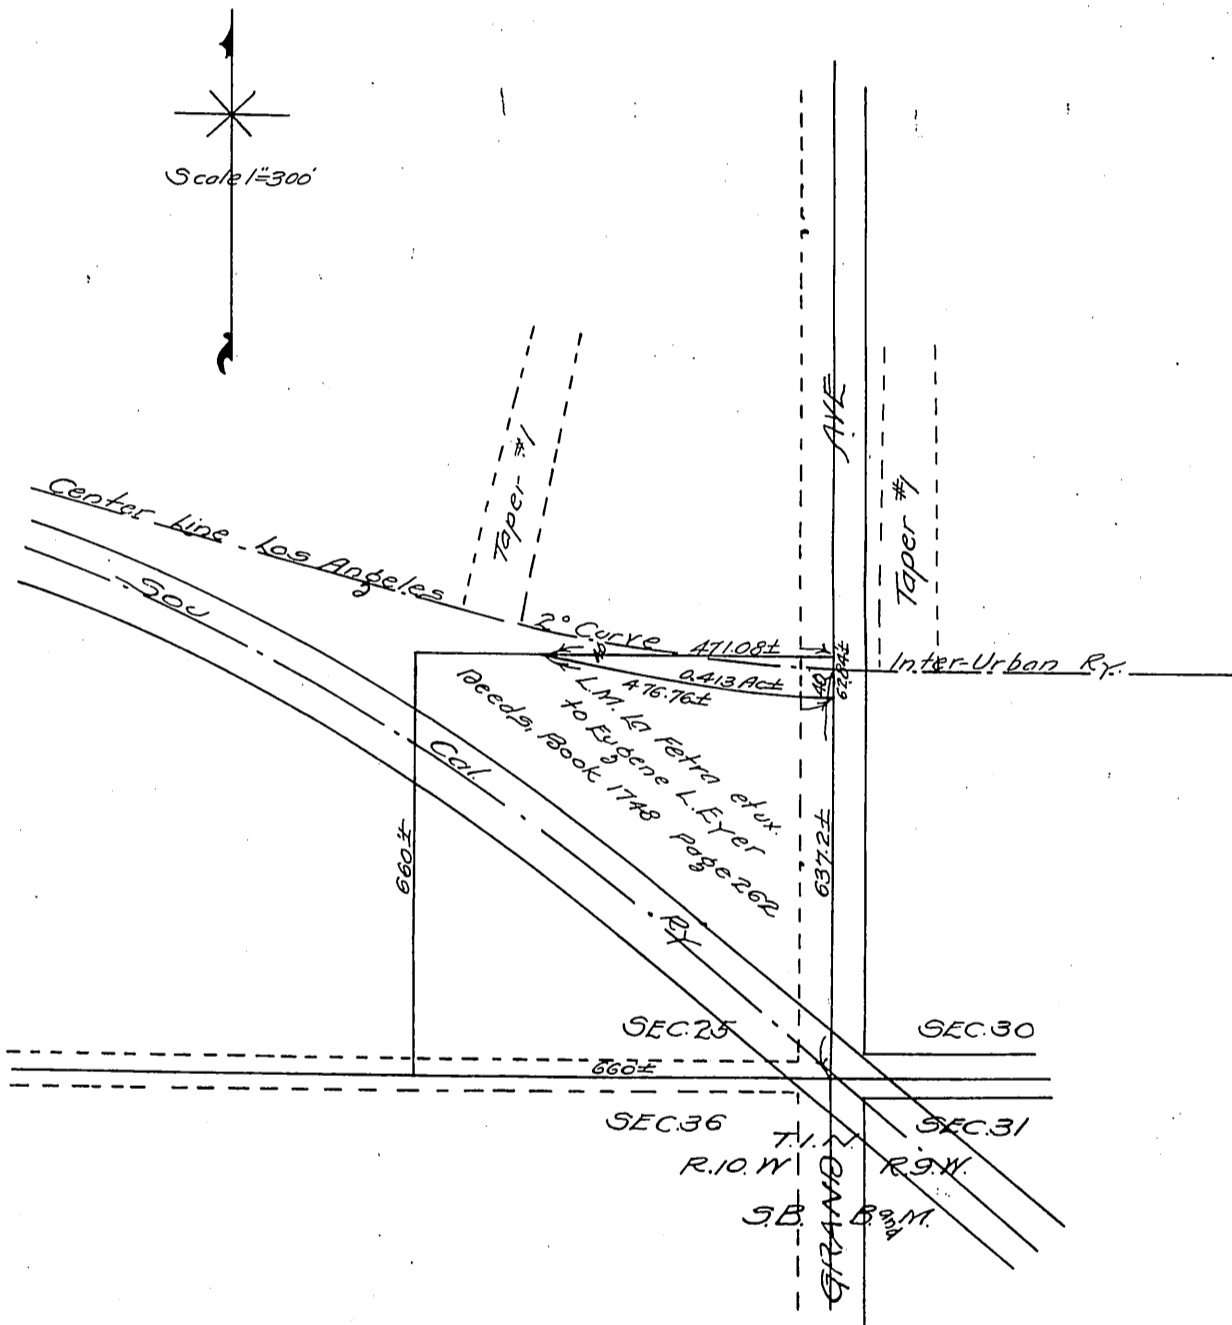 Scale 1"=300'
AVE
Taper #1
Taper #1
Center Line Los Angeles
Inter-Urban Ry.
2° Curve
471.08±
0.413 Ac±
476.76±
40
62.84±
Sou
Cal.
Ry
L.M. La Fetra et ux.
to Eugene L. Eyer
Deeds, Book 1748 Page 262
660±
637.2±
SEC.25
SEC.30
660±
SEC.36
SEC.31
T.1.N.
R.10.W
R.9.W.
S.B. B. and M.
GRAND